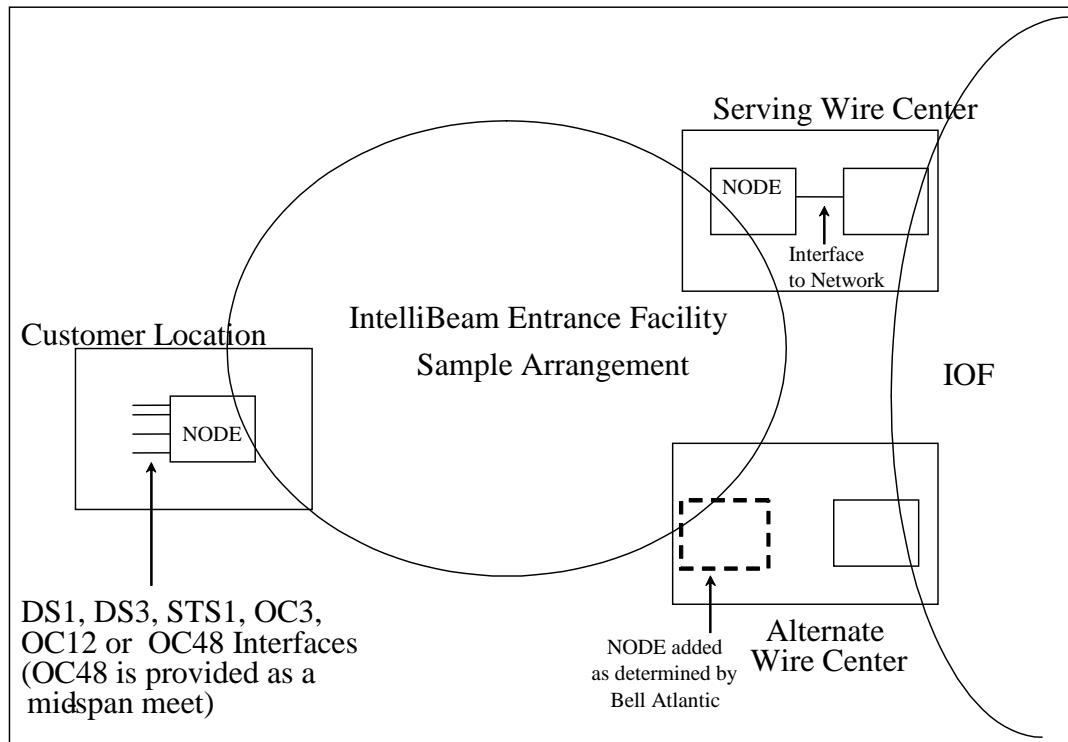 Serving Wire Center
NODE
Interface
to Network
IntelliBeam Entrance Facility
Sample Arrangement
Customer Location
NODE
IOF
DS1, DS3, STS1, OC3,
OC12 or OC48 Interfaces
(OC48 is provided as a
mid-span meet)
NODE added
as determined by
Bell Atlantic
Alternate
Wire Center